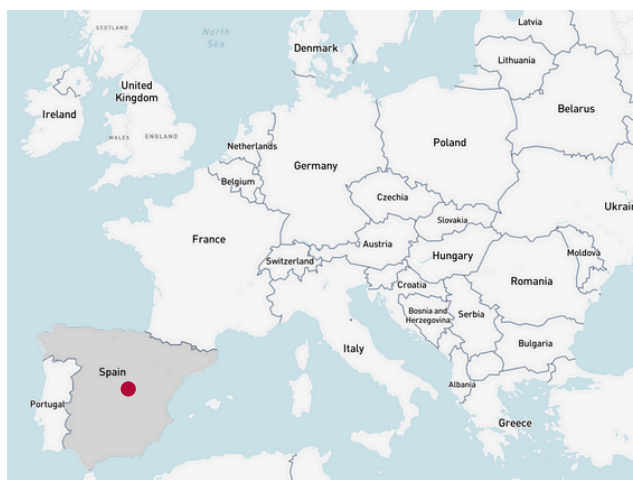 SCOTLAND
North
Sea
Denmark
Latvia
Lithuania
United
Kingdom
Ireland
WALES
ENGLAND
Netherlands
Belgium
Germany
Poland
Belarus
Czechia
Slovakia
Ukrain
France
Switzerland
Austria
Hungary
Moldova
Romania
Croatia
Bosnia and
Herzegovina
Serbia
Italy
Bulgaria
Spain
Portugal
Albania
Greece